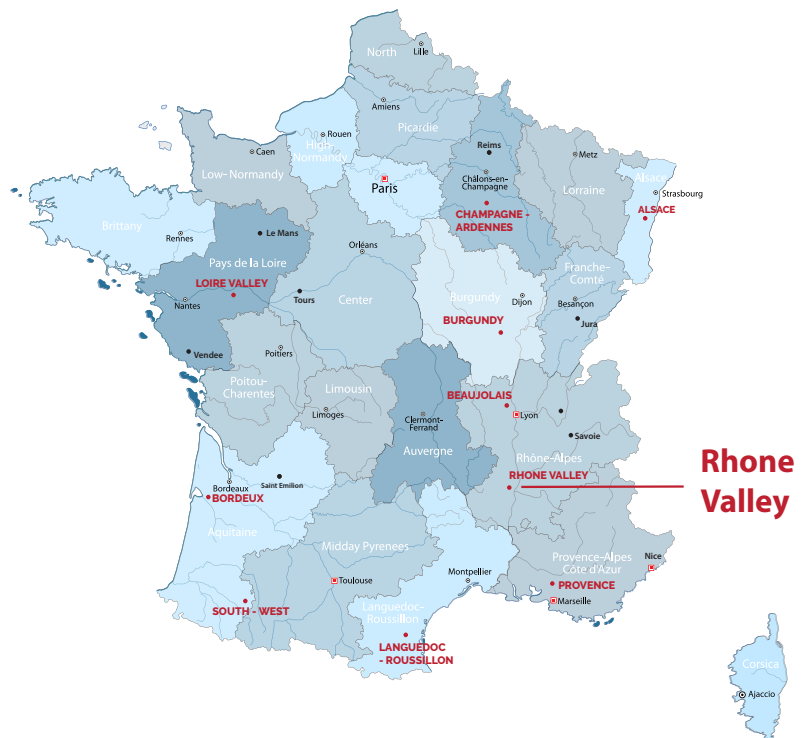 North
Lille
Amiens
Picardie
Rouen
High-
Normandy
Caen
Low-Normandy
Reims
Châlons-en-
Champagne
CHAMPAGNE -
ARDENNES
Metz
Lorraine
Alsace
Strasbourg
ALSACE
Paris
Brittany
Rennes
Le Mans
Pays de la Loire
LOIRE VALLEY
Nantes
Vendee
Orléans
Tours
Center
Burgundy
Dijon
BURGUNDY
Franche-
Comté
Besançon
Jura
Poitiers
Poitou-
Charentes
Limousin
Limoges
Clermont-
Ferrand
Auvergne
BEAUJOLAIS
Lyon
Savoie
Rhône-Alpes
RHONE VALLEY
Rhone
Valley
Bordeaux
Saint Emilion
BORDEUX
Aquitaine
Midday Pyrenees
Toulouse
SOUTH - WEST
Montpellier
Languedoc-
Roussillon
LANGUEDOC
- ROUSSILLON
Provence-Alpes
Côte d'Azur
Nice
PROVENCE
Marseille
Corsica
Ajaccio